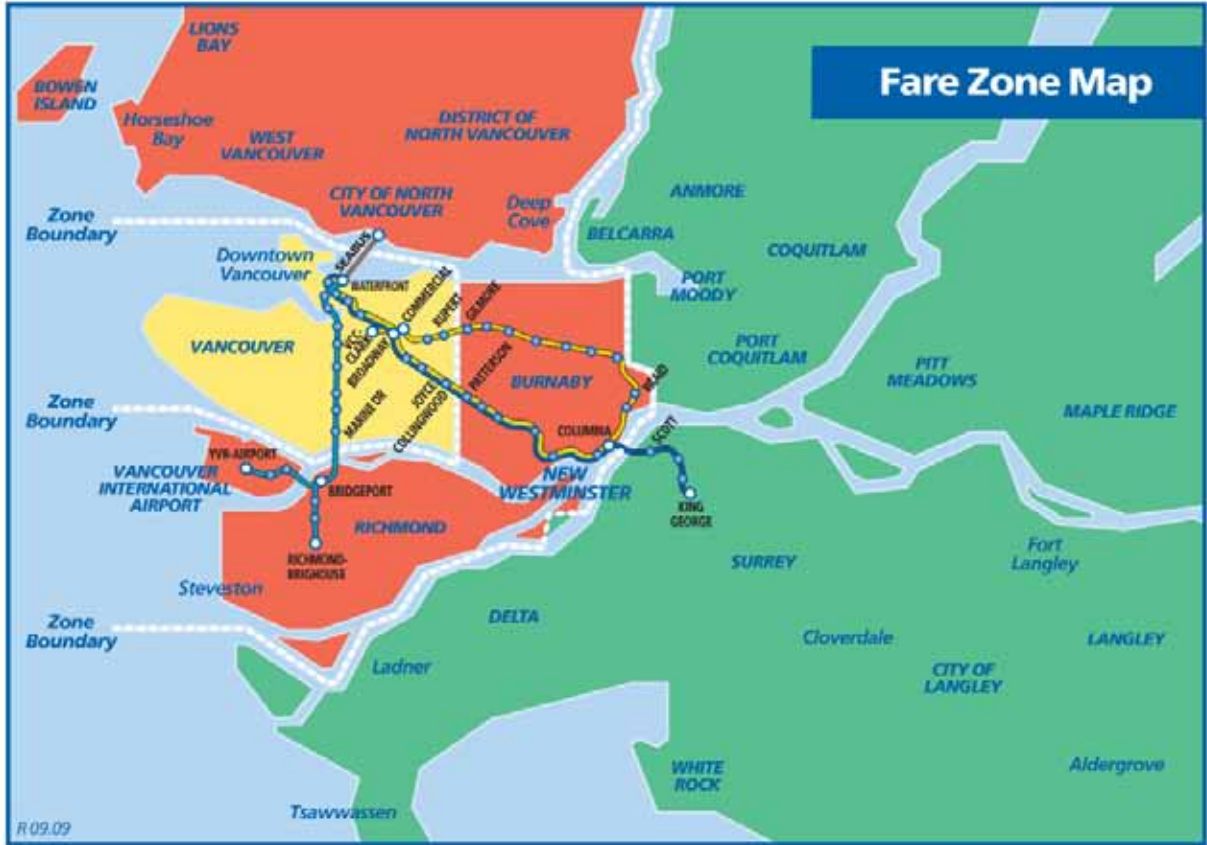 Fare Zone Map
LIONS
BAY
BOWEN
ISLAND
Horseshoe
Bay
WEST
VANCOUVER
DISTRICT OF
NORTH VANCOUVER
CITY OF NORTH
VANCOUVER
Deep
Cove
ANMORE
BELCARRA
COQUITLAM
Zone
Boundary
Downtown
Vancouver
SEABUS
WATERFRONT
PORT
MOODY
COMMERCIAL
RUPERT
GILMORE
VCC-
CLARK
BROADWAY
VANCOUVER
PORT
COQUITLAM
PITT
MEADOWS
MAPLE RIDGE
PATTERSON
BURNABY
BRAID
JOYCE
COLLINGWOOD
MARINE DR
Zone
Boundary
COLUMBIA
SCOTT
YVR-AIRPORT
VANCOUVER
INTERNATIONAL
AIRPORT
BRIDGEPORT
NEW
WESTMINSTER
KING
GEORGE
RICHMOND
RICHMOND-
BRIGHOUSE
Steveston
SURREY
Fort
Langley
Zone
Boundary
DELTA
Cloverdale
LANGLEY
Ladner
CITY OF
LANGLEY
WHITE
ROCK
Aldergrove
Tsawwassen
R 09.09